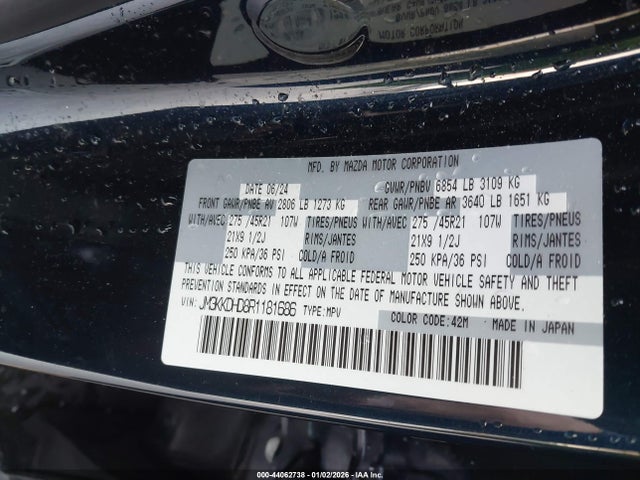 MFD. BY MAZDA MOTOR CORPORATION
DATE 06/24 GVWR/PNBV 6854 LB 3109 KG
FRONT GAWR/PNBE AV 2806 LB 1273 KG REAR GAWR/PNBE AR 3640 LB 1651 KG
WITH/AVEC 275 /45R21 107W TIRES/PNEUS WITH/AVEC 275 /45R21 107W TIRES/PNEUS
21X9 1/2J RIMS/JANTES 21X9 1/2J RIMS/JANTES
250 KPA/36 PSI COLD/A FROID 250 KPA/36 PSI COLD/A FROID
THIS VEHICLE CONFORMS TO ALL APPLICABLE FEDERAL MOTOR VEHICLE SAFETY AND THEFT
PREVENTION STANDARDS IN EFFECT ON THE DATE OF MANUFACTURE SHOWN ABOVE.
VIN: JM3KKDHD8R1181686 TYPE:MPV
COLOR CODE:42M MADE IN JAPAN
000-44062738 - 01/02/2026 - IAA Inc.